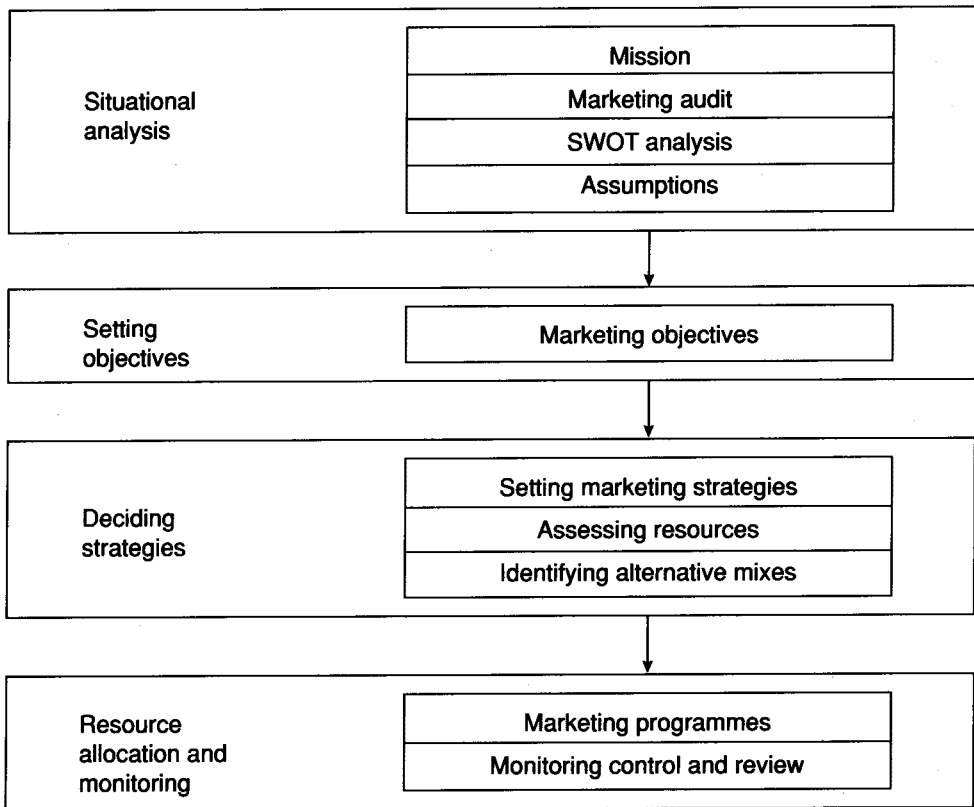 Situational
analysis
Mission
Marketing audit
SWOT analysis
Assumptions
Setting
objectives
Marketing objectives
Deciding
strategies
Setting marketing strategies
Assessing resources
Identifying alternative mixes
Resource
allocation and
monitoring
Marketing programmes
Monitoring control and review